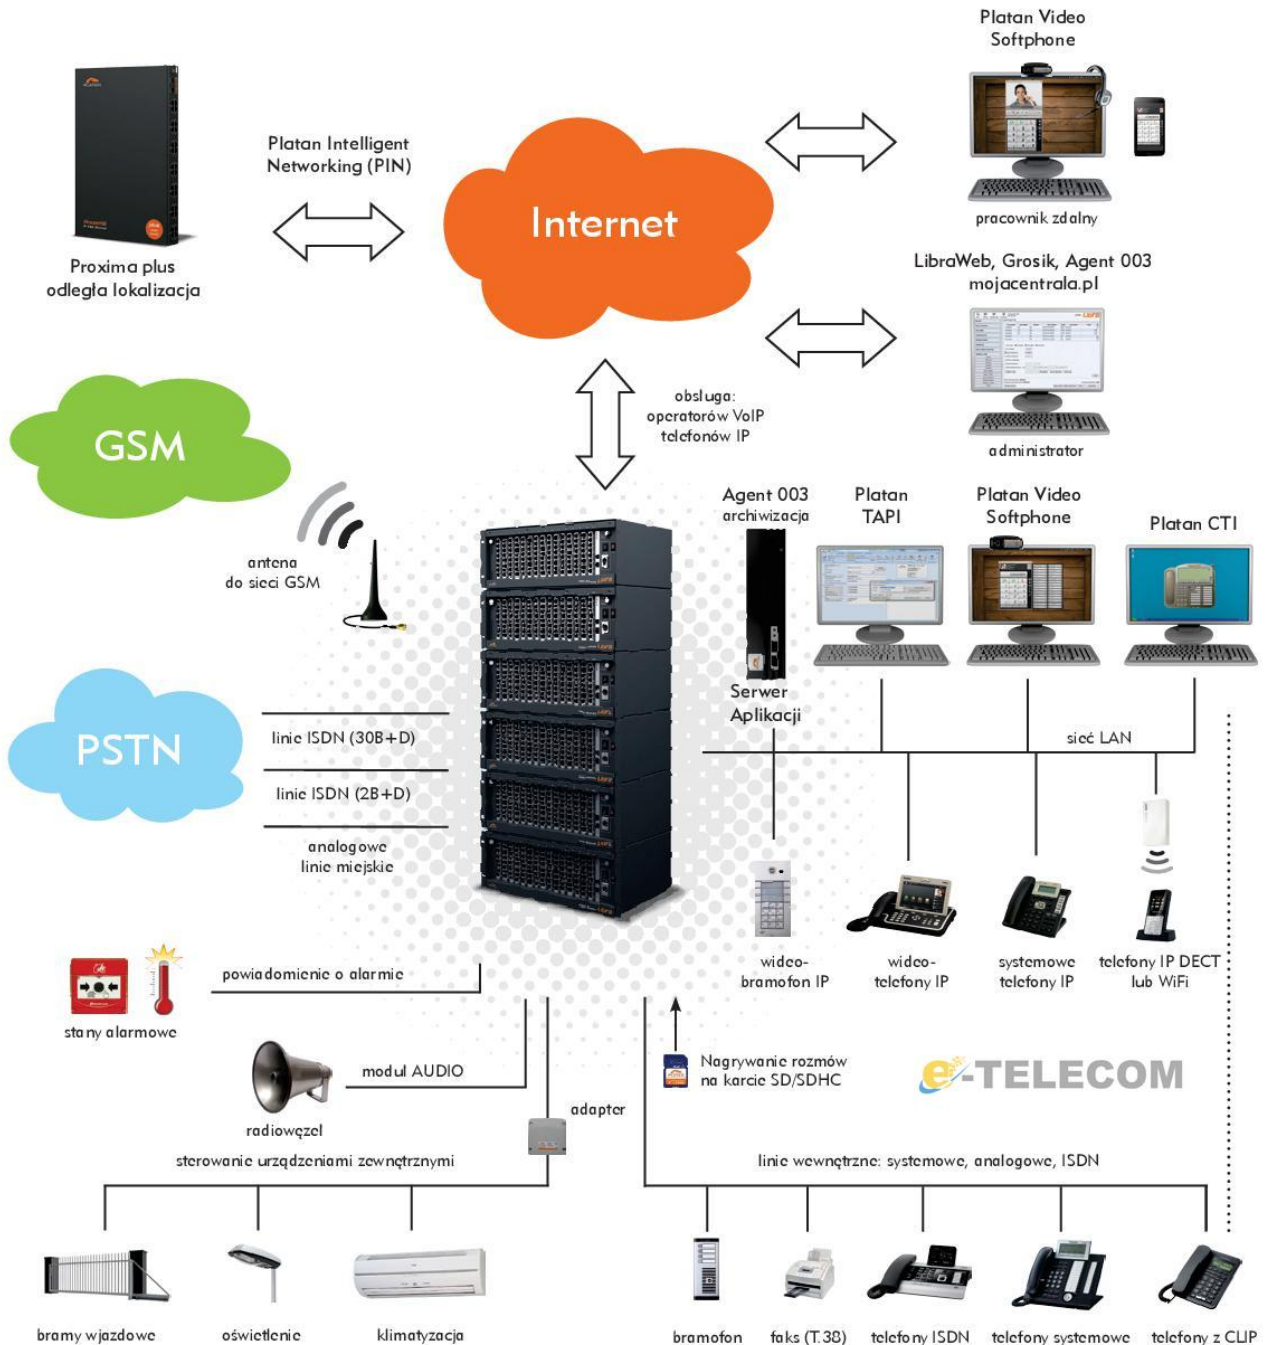 Platan Video
Softphone
Platan Intelligent
Networking (PIN)
Internet
pracownik zdalny
Proxima plus
odległa lokalizacja
LibraWeb, Grosik, Agent 003
mojacentrala.pl
administrator
obsługa:
operatorów VoIP
telefonów IP
GSM
antena
do sieci GSM
Agent 003
archiwizacja
Platan
TAPI
Platan Video
Softphone
Platan CTI
Serwer
Aplikacji
sieć LAN
PSTN
linie ISDN (30B+D)
linie ISDN (2B+D)
analogowe
linie miejskie
wideo-
bramofon IP
wideo-
telefony IP
systemowe
telefony IP
telefony IP DECT
lub WiFi
powiadomienie o alarmie
stany alarmowe
moduł AUDIO
radiowęzeł
Nagrywanie rozmów
na karcie SD/SDHC
e-TELECOM
adapter
sterowanie urządzeniami zewnętrznymi
linie wewnętrzne: systemowe, analogowe, ISDN
bramy wjazdowe
oświetlenie
klimatyzacja
bramofon
faks (T.38)
telefony ISDN
telefony systemowe
telefony z CLIP